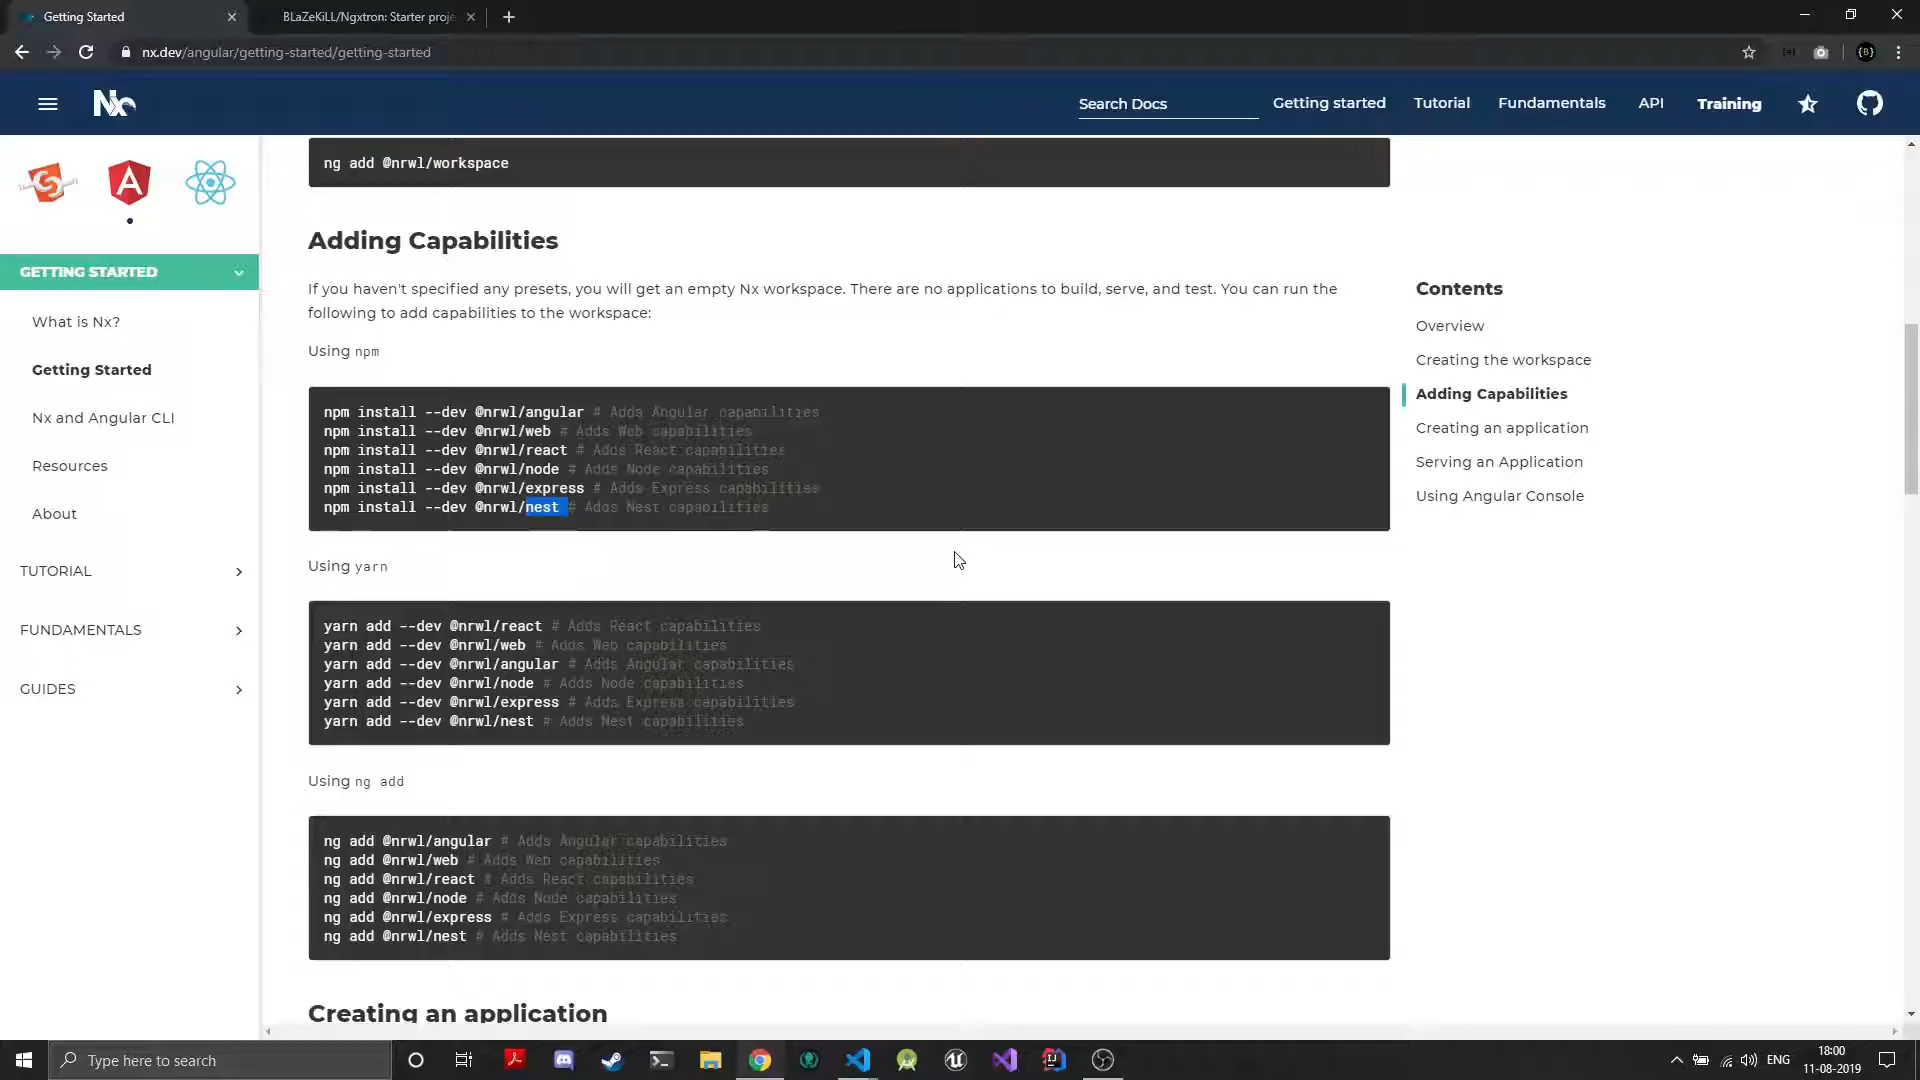 Getting Started
BLaZeKiLL/Ngxtron: Starter proje
nx.dev/angular/getting-started/getting-started
{B}
Nx
Search Docs
Getting started
Tutorial
Fundamentals
API
Training
GETTING STARTED
What is Nx?
Getting Started
Nx and Angular CLI
Resources
About
TUTORIAL
FUNDAMENTALS
GUIDES
ng add @nrwl/workspace
Adding Capabilities
If you haven't specified any presets, you will get an empty Nx workspace. There are no applications to build, serve, and test. You can run the
following to add capabilities to the workspace:
Using npm
npm install --dev @nrwl/angular # Adds Angular capabilities
npm install --dev @nrwl/web # Adds Web capabilities
npm install --dev @nrwl/react # Adds React capabilities
npm install --dev @nrwl/node # Adds Node capabilities
npm install --dev @nrwl/express # Adds Express capabilities
npm install --dev @nrwl/nest # Adds Nest capabilities
Using yarn
yarn add --dev @nrwl/react # Adds React capabilities
yarn add --dev @nrwl/web # Adds Web capabilities
yarn add --dev @nrwl/angular # Adds Angular capabilities
yarn add --dev @nrwl/node # Adds Node capabilities
yarn add --dev @nrwl/express # Adds Express capabilities
yarn add --dev @nrwl/nest # Adds Nest capabilities
Using ng add
ng add @nrwl/angular # Adds Angular capabilities
ng add @nrwl/web # Adds Web capabilities
ng add @nrwl/react # Adds React capabilities
ng add @nrwl/node # Adds Node capabilities
ng add @nrwl/express # Adds Express capabilities
ng add @nrwl/nest # Adds Nest capabilities
Creating an application
Contents
Overview
Creating the workspace
Adding Capabilities
Creating an application
Serving an Application
Using Angular Console
Type here to search
ENG
18:00
11-08-2019